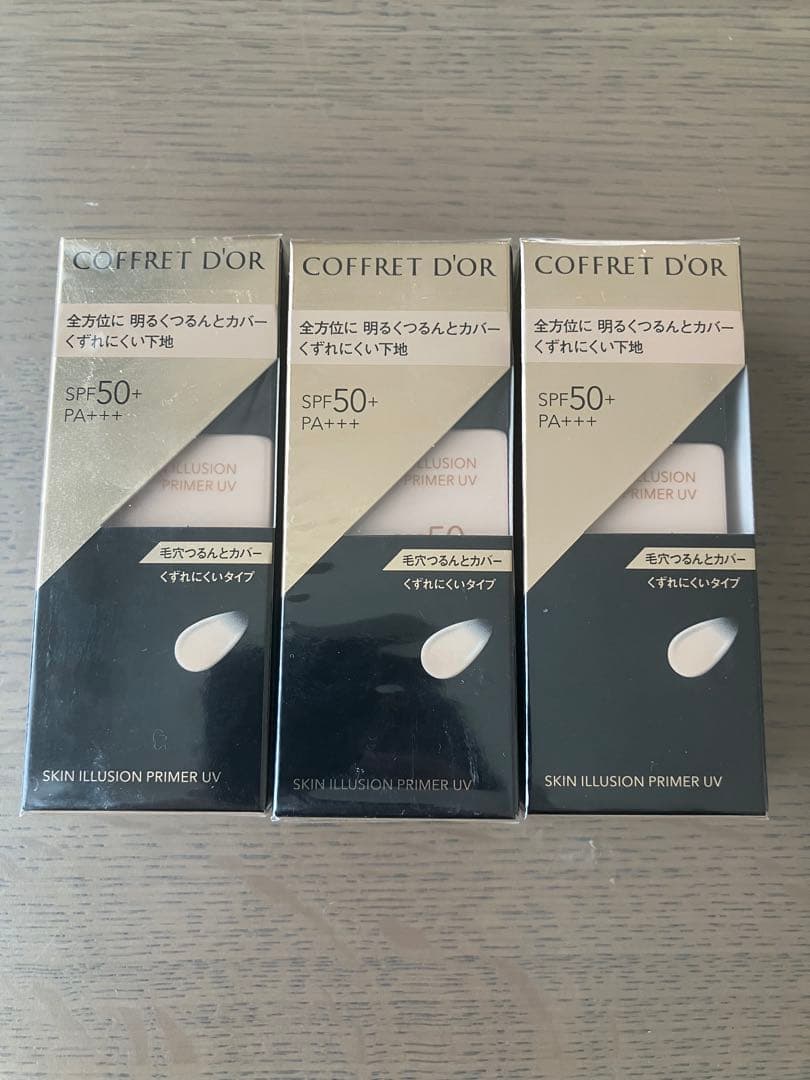 COFFRET D'OR
全方位に 明るくつるんとカバー
くずれにくい下地
SPF50+
PA+++
ILLUSION
PRIMER UV
毛穴つるんとカバー
くずれにくいタイプ
SKIN ILLUSION PRIMER UV
COFFRET D'OR
全方位に 明るくつるんとカバー
くずれにくい下地
SPF50+
PA+++
ILLUSION
PRIMER UV
50
毛穴つるんとカバー
くずれにくいタイプ
SKIN ILLUSION PRIMER UV
COFFRET D'OR
全方位に 明るくつるんとカバー
くずれにくい下地
SPF50+
PA+++
ILLUSION
PRIMER UV
毛穴つるんとカバー
くずれにくいタイプ
SKIN ILLUSION PRIMER UV